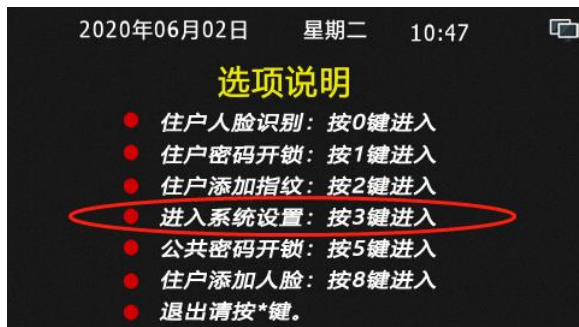 2020年06月02日 星期二 10:47
选项说明
住户人脸识别：按0键进入
住户密码开锁：按1键进入
住户添加指纹：按2键进入
进入系统设置：按3键进入
公共密码开锁：按5键进入
住户添加人脸：按8键进入
退出请按*键。